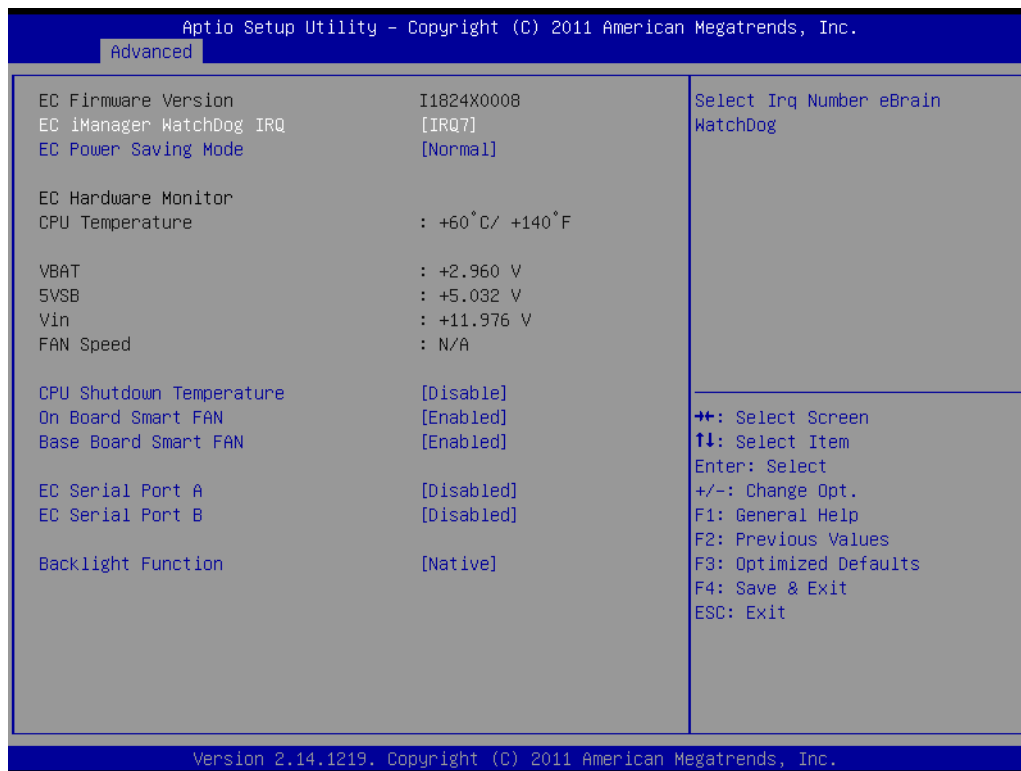 Aptio Setup Utility – Copyright (C) 2011 American Megatrends, Inc.
Advanced
EC Firmware Version I1824X0008
EC iManager WatchDog IRQ [IRQ7]
EC Power Saving Mode [Normal]
EC Hardware Monitor
CPU Temperature : +60°C/ +140°F
VBAT : +2.960 V
5VSB : +5.032 V
Vin : +11.976 V
FAN Speed : N/A
CPU Shutdown Temperature [Disable]
On Board Smart FAN [Enabled]
Base Board Smart FAN [Enabled]
EC Serial Port A [Disabled]
EC Serial Port B [Disabled]
Backlight Function [Native]
Select Irq Number eBrain
WatchDog
→←: Select Screen
↑↓: Select Item
Enter: Select
+/-: Change Opt.
F1: General Help
F2: Previous Values
F3: Optimized Defaults
F4: Save & Exit
ESC: Exit
Version 2.14.1219. Copyright (C) 2011 American Megatrends, Inc.